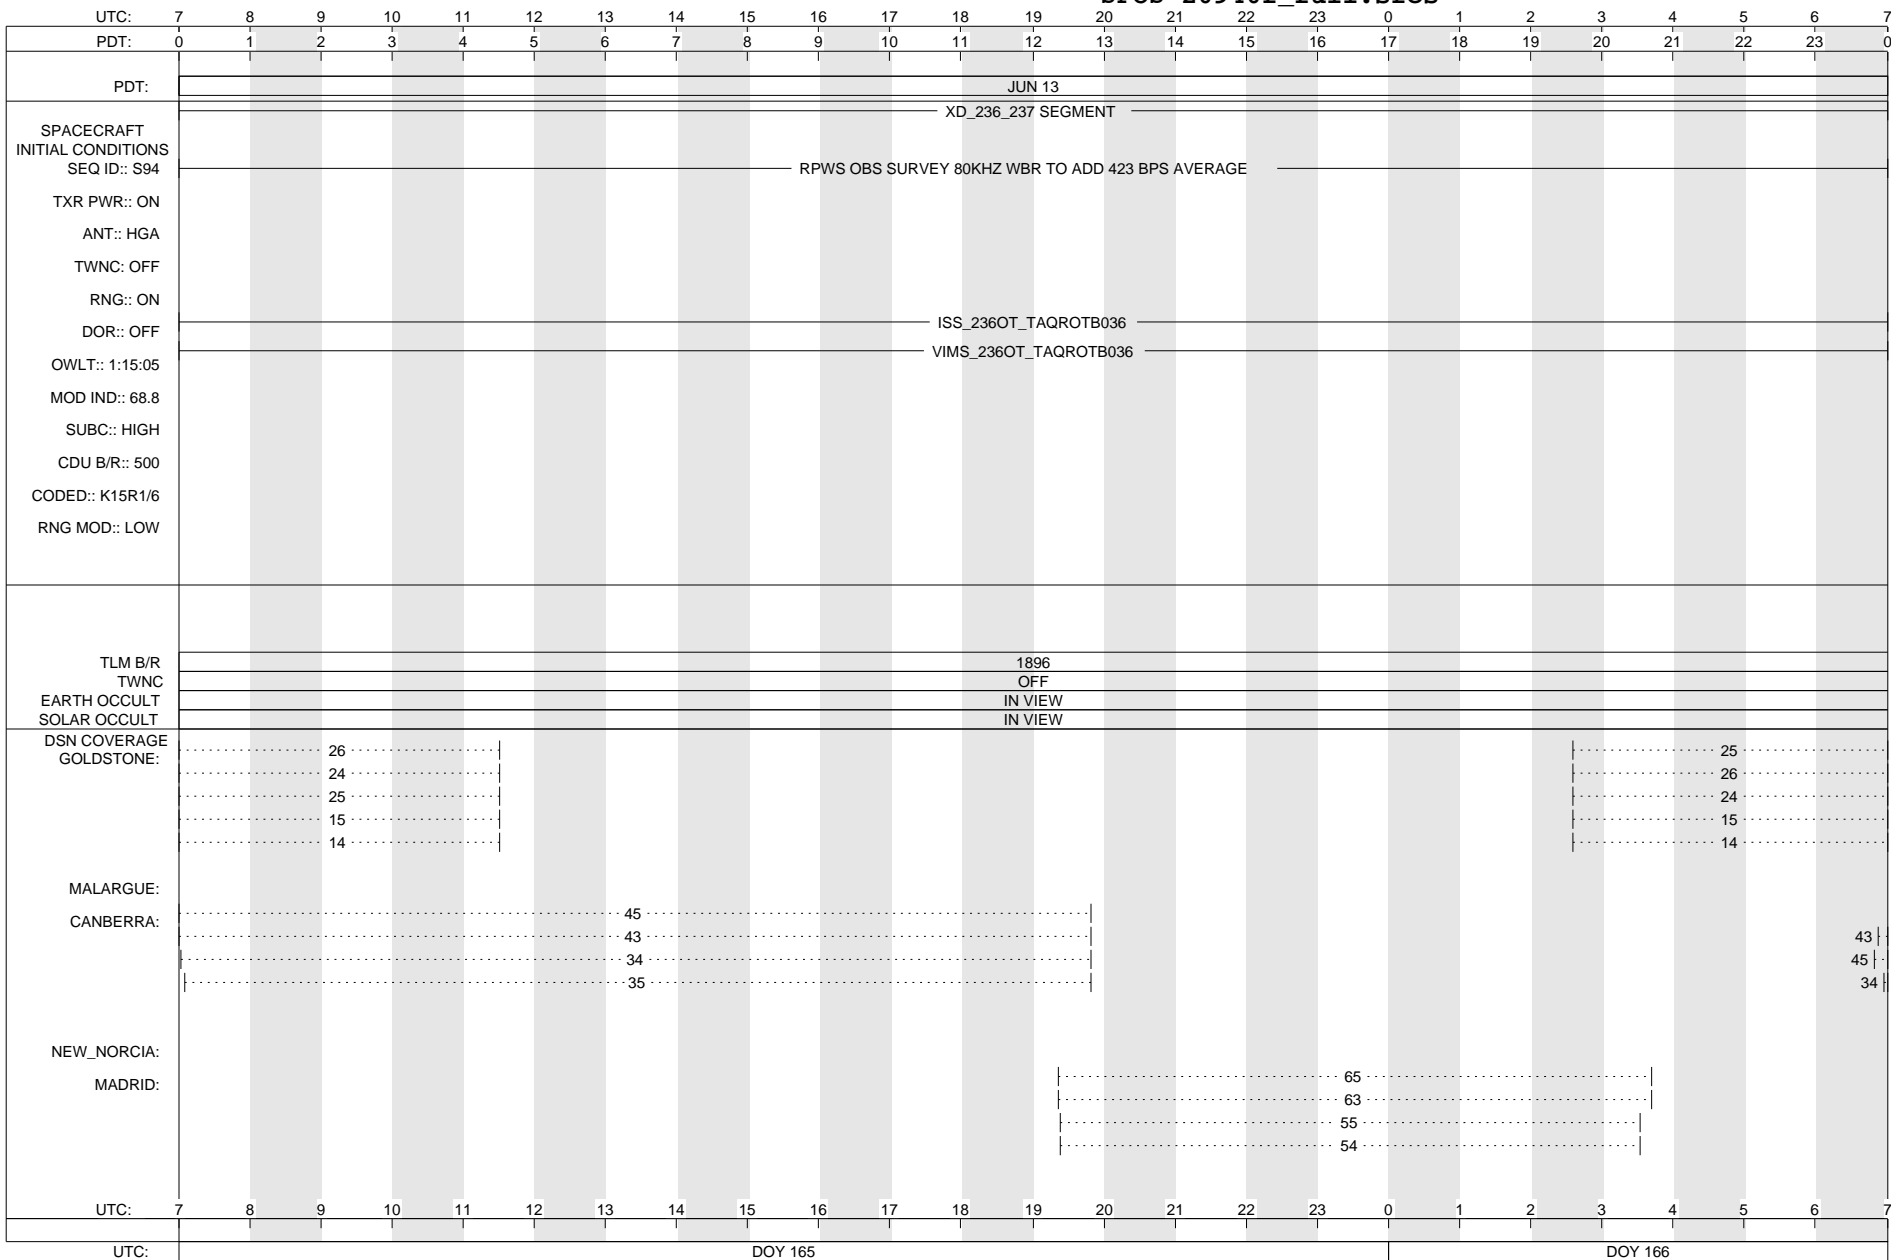 UTC: 7 8 9 10 11 12 13 14 15 16 17 18 19 20 21 22 23 0 1 2 3 4 5 6 7
PDT: 0 1 2 3 4 5 6 7 8 9 10 11 12 13 14 15 16 17 18 19 20 21 22 23 0
PDT: JUN 13
XD_236_237 SEGMENT
SPACECRAFT
INITIAL CONDITIONS
SEQ ID:: S94 RPWS OBS SURVEY 80KHZ WBR TO ADD 423 BPS AVERAGE
TXR PWR:: ON
ANT:: HGA
TWNC: OFF
RNG:: ON
ISS_236OT_TAQROTB036
DOR:: OFF
VIMS_236OT_TAQROTB036
OWLT:: 1:15:05
MOD IND:: 68.8
SUBC:: HIGH
CDU B/R:: 500
CODED:: K15R1/6
RNG MOD:: LOW
TLM B/R 1896
TWNC OFF
EARTH OCCULT IN VIEW
SOLAR OCCULT IN VIEW
DSN COVERAGE
GOLDSTONE: 26 25
24 26
25 24
15 15
14 14
MALARGUE:
CANBERRA: 45
43 43
34 45
35 34
NEW_NORCIA:
MADRID: 65
63
55
54
UTC: 7 8 9 10 11 12 13 14 15 16 17 18 19 20 21 22 23 0 1 2 3 4 5 6 7
UTC: DOY 165 DOY 166